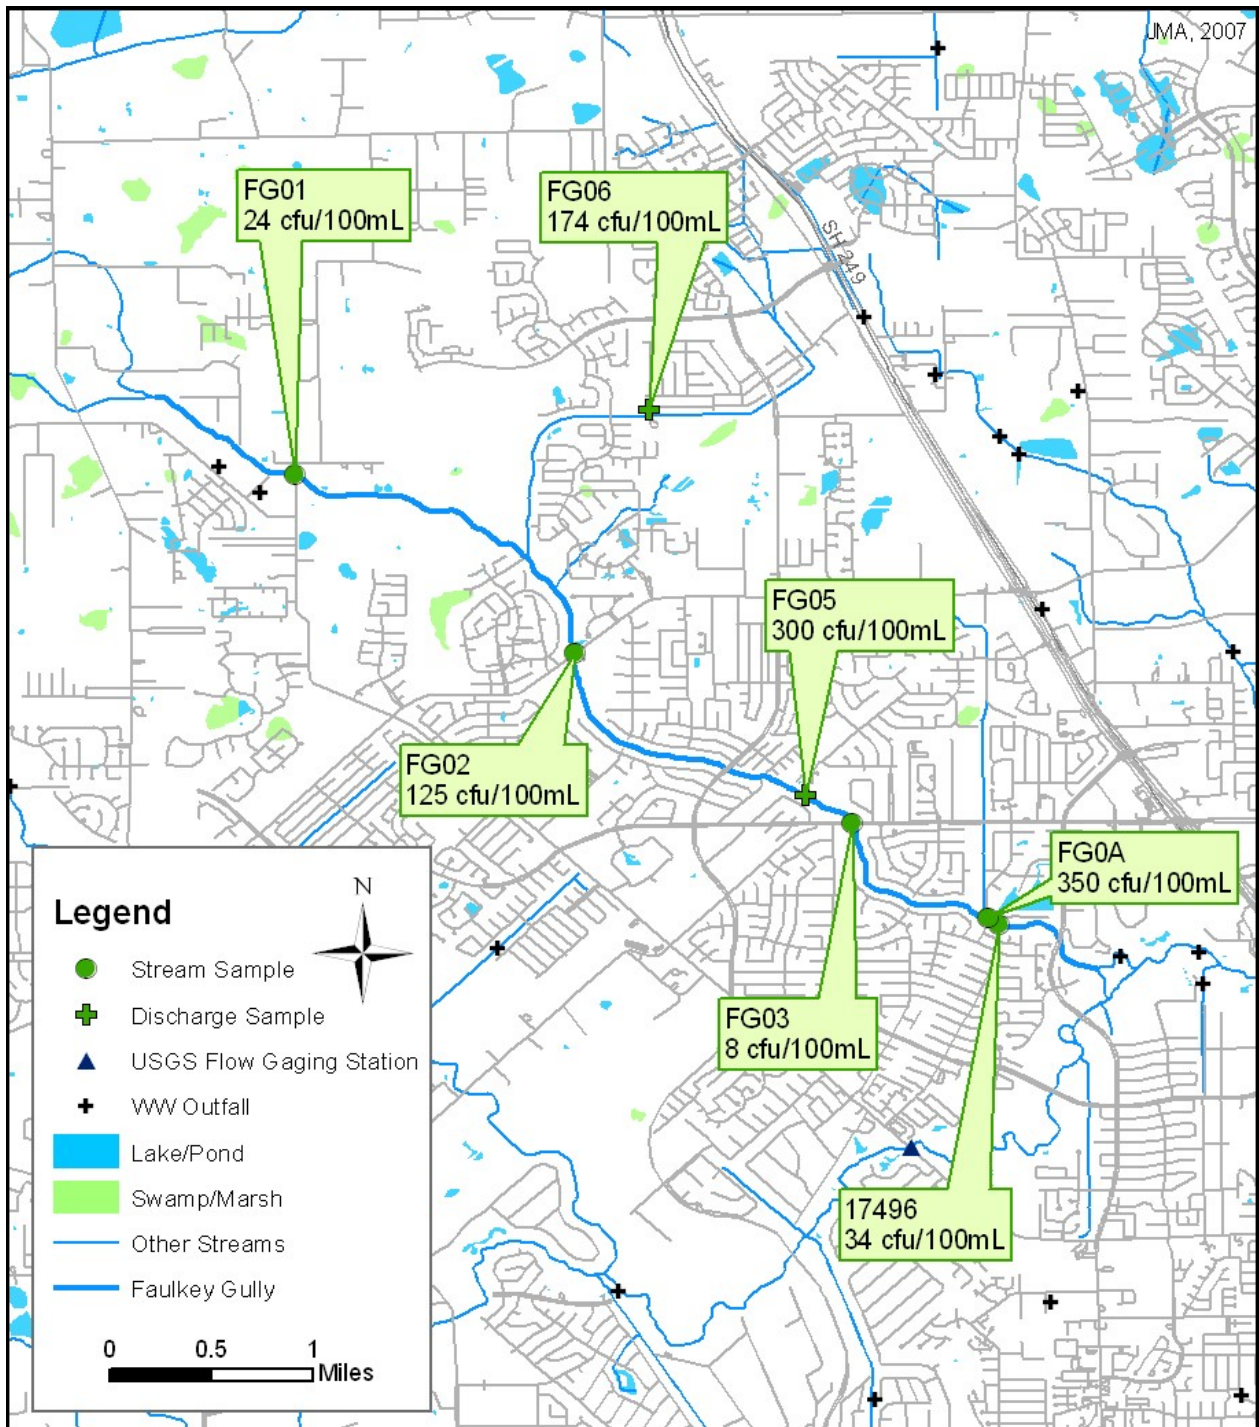 JMA, 2007
FG01
24 cfu/100mL
FG06
174 cfu/100mL
SH 249
FG05
300 cfu/100mL
FG02
125 cfu/100mL
FG0A
350 cfu/100mL
FG03
8 cfu/100mL
17496
34 cfu/100mL
Legend
N
Stream Sample
Discharge Sample
USGS Flow Gaging Station
WW Outfall
Lake/Pond
Swamp/Marsh
Other Streams
Faulkey Gully
0 0.5 1
Miles